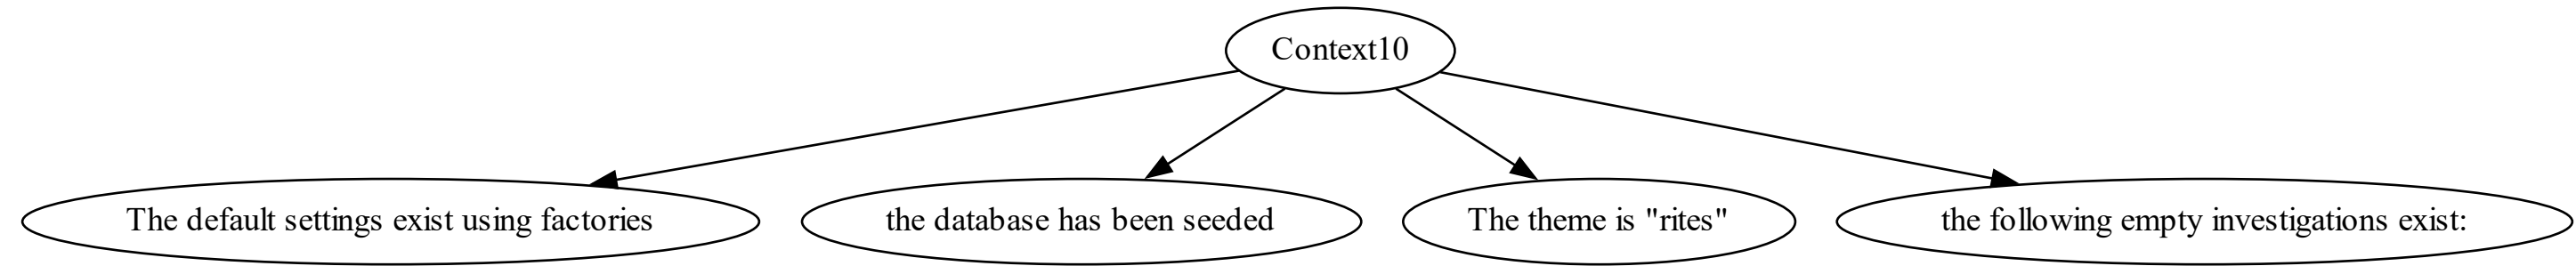 Context10
The default settings exist using factories
the database has been seeded
The theme is "rites"
the following empty investigations exist: